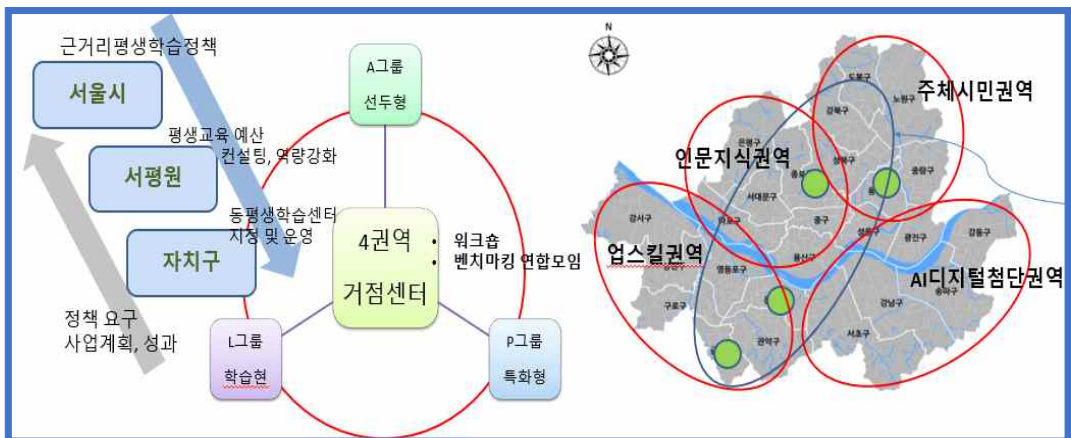 근거리평생학습정책
서울시
평생교육 예산
컨설팅, 역량강화
서평원
동평생학습센터
지정 및 운영
자치구
정책 요구
사업계획, 성과
A그룹
선두형
4권역
거점센터
• 워크숍
• 벤치마킹 연합모임
L그룹
학습현
P그룹
특화형
N
주체시민권역
인문지식권역
업스킬권역
AI디지털첨단권역
도봉구
노원구
강북구
은평구
성북구
중랑구
종로
서대문구
중구
마포구
강서구
용산구
광진구
강동구
영등포구
구로구
강남구
송파구
서초구
관악구